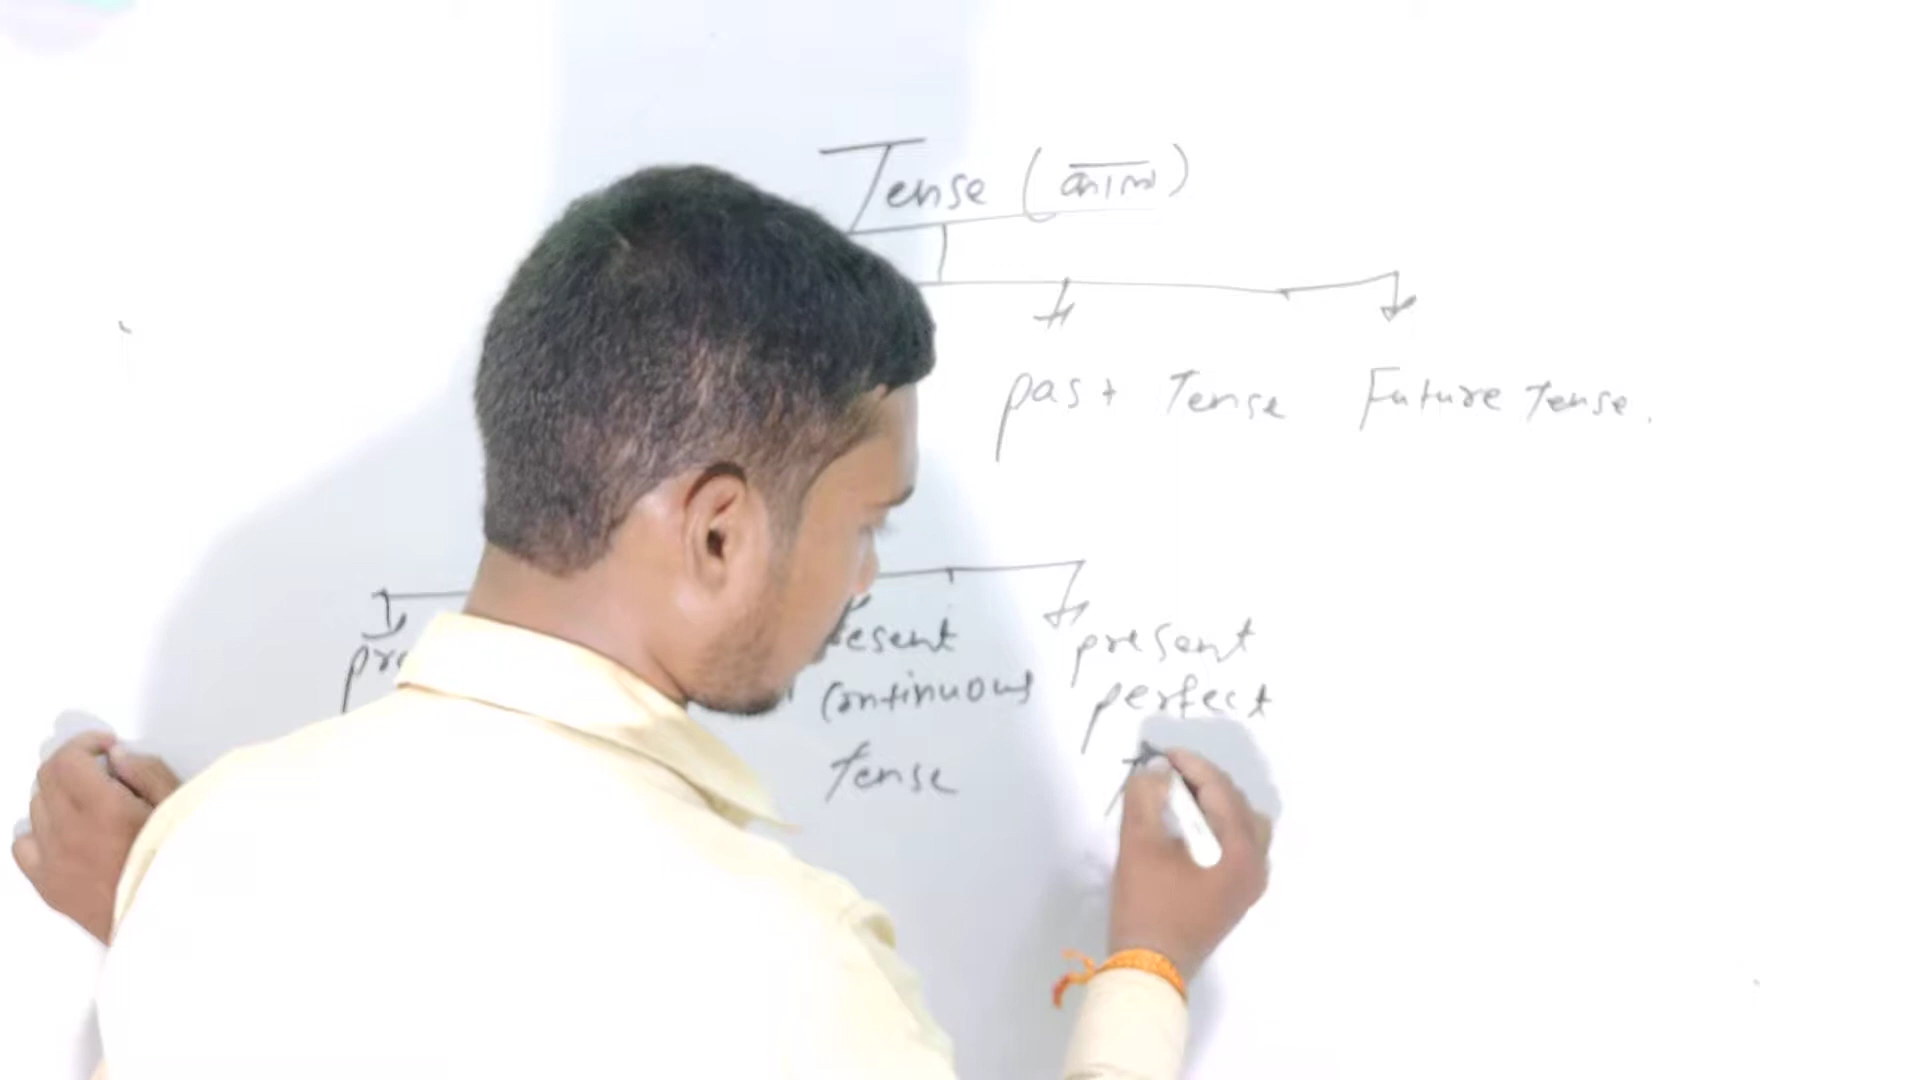 Tense (काल)
past Tense Future Tense.
present
present
continuous
perfect
tense